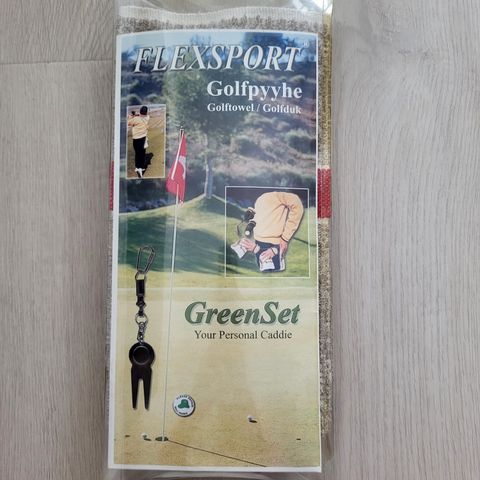 FLEXSPORT®
Golfpyyhe
Golftowel / Golfduk
GreenSet
Your Personal Caddie